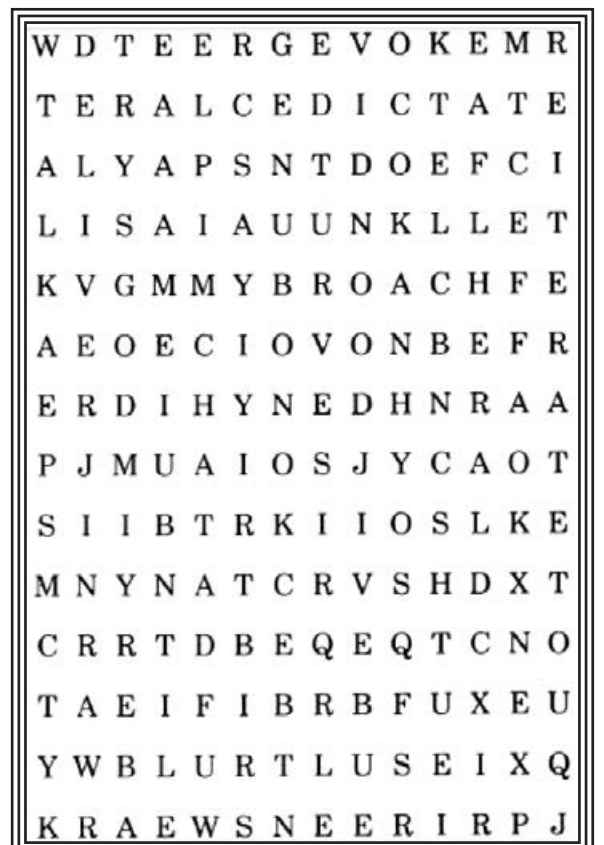 W D T E E R G E V O K E M R
T E R A L C E D I C T A T E
A L Y A P S N T D O E F C I
L I S A I A U U N K L L E T
K V G M M Y B R O A C H F E
A E O E C I O V O N B E F R
E R D I H Y N E D H N R A A
P J M U A I O S J Y C A O T
S I I B T R K I I O S L K E
M N Y N A T C R V S H D X T
C R R T D B E Q E Q T C N O
T A E I F I B R B F U X E U
Y W B L U R T L U S E I X Q
K R A E W S N E E R I R P J